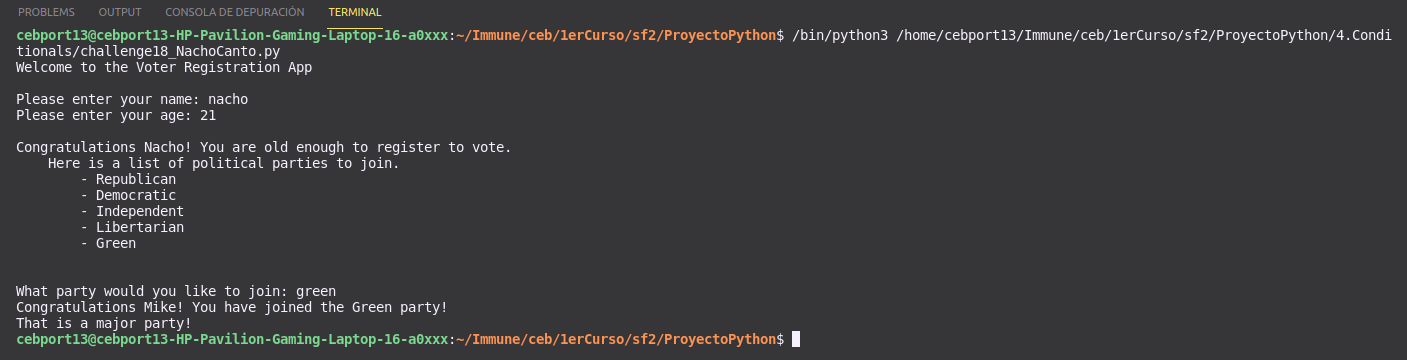 PROBLEMS OUTPUT CONSOLA DE DEPURACIÓN TERMINAL
cebport13@cebport13-HP-Pavilion-Gaming-Laptop-16-a0xxx:~/Immune/ceb/1erCurso/sf2/ProyectoPython$ /bin/python3 /home/cebport13/Immune/ceb/1erCurso/sf2/ProyectoPython/4.Condi
tionals/challenge18_NachoCanto.py
Welcome to the Voter Registration App
Please enter your name: nacho
Please enter your age: 21
Congratulations Nacho! You are old enough to register to vote.
Here is a list of political parties to join.
- Republican
- Democratic
- Independent
- Libertarian
- Green
What party would you like to join: green
Congratulations Mike! You have joined the Green party!
That is a major party!
cebport13@cebport13-HP-Pavilion-Gaming-Laptop-16-a0xxx:~/Immune/ceb/1erCurso/sf2/ProyectoPython$